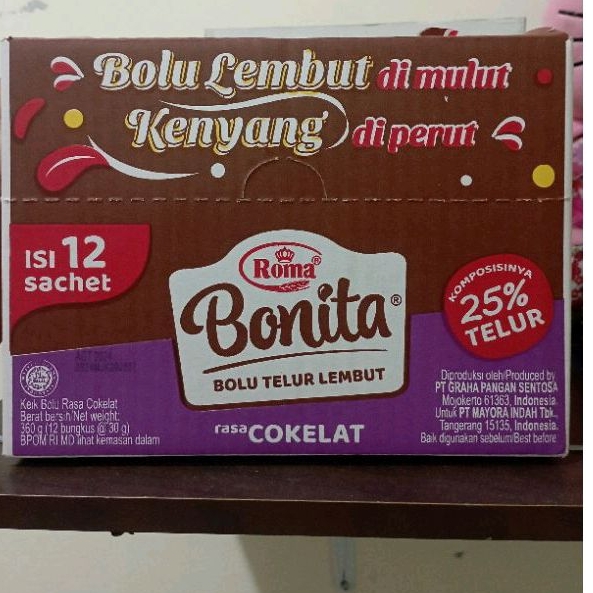 Bolu Lembut di mulut
Kenyang di perut
ISI 12
sachet
Roma®
Bonita®
BOLU TELUR LEMBUT
rasa COKELAT
KOMPOSISINYA
25%
TELUR
Keik Bolu Rasa Cokelat
Berat bersih/Net weight:
360 g (12 bungkus @ 30 g)
BPOM RI MD lihat kemasan dalam
Diproduksi oleh/Produced by
PT GRAHA PANGAN SENTOSA
Mojokerto 61363, Indonesia.
Untuk PT MAYORA INDAH Tbk.,
Tangerang 15135, Indonesia.
Baik digunakan sebelum/Best before